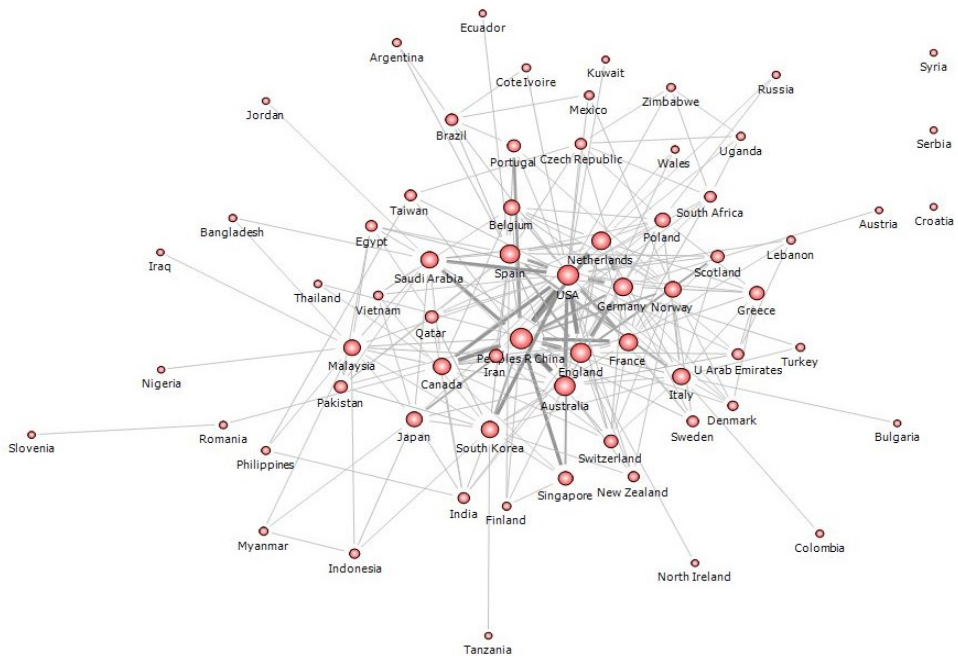 Ecuador
Argentina
Cote Ivoire
Kuwait
Syria
Russia
Zimbabwe
Mexico
Jordan
Brazil
Serbia
Uganda
Portugal
Czech Republic
Wales
Taiwan
South Africa
Belgium
Austria
Croatia
Bangladesh
Egypt
Poland
Lebanon
Netherlands
Iraq
Saudi Arabia
Spain
Scotland
USA
Thailand
Vietnam
Germany
Norway
Greece
Qatar
Peoples R China
France
Malaysia
Iran
England
U Arab Emirates
Turkey
Nigeria
Canada
Pakistan
Australia
Italy
Denmark
Romania
Japan
Sweden
Bulgaria
Slovenia
South Korea
Switzerland
Philippines
Singapore
New Zealand
India
Finland
Myanmar
Colombia
Indonesia
North Ireland
Tanzania